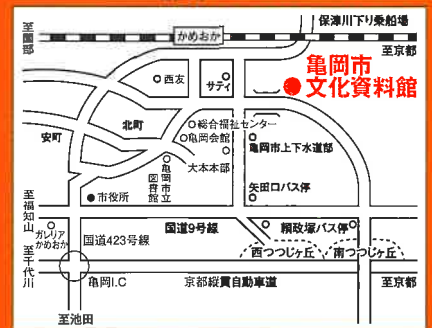 至園部
かめおか
保津川下り乗船場
至京都
西友
サティ
亀岡市
文化資料館
北町
安町
総合福祉センター
亀岡会館
大本本部
亀岡市上下水道部
亀岡市立
図書館
市役所
矢田口バス停
至福知山
国道9号線
頼政塚バス停
ガレリア
かめおか
国道423号線
西つつじヶ丘
南つつじヶ丘
至千代川
亀岡I.C
京都縦貫自動車道
至京都
至池田